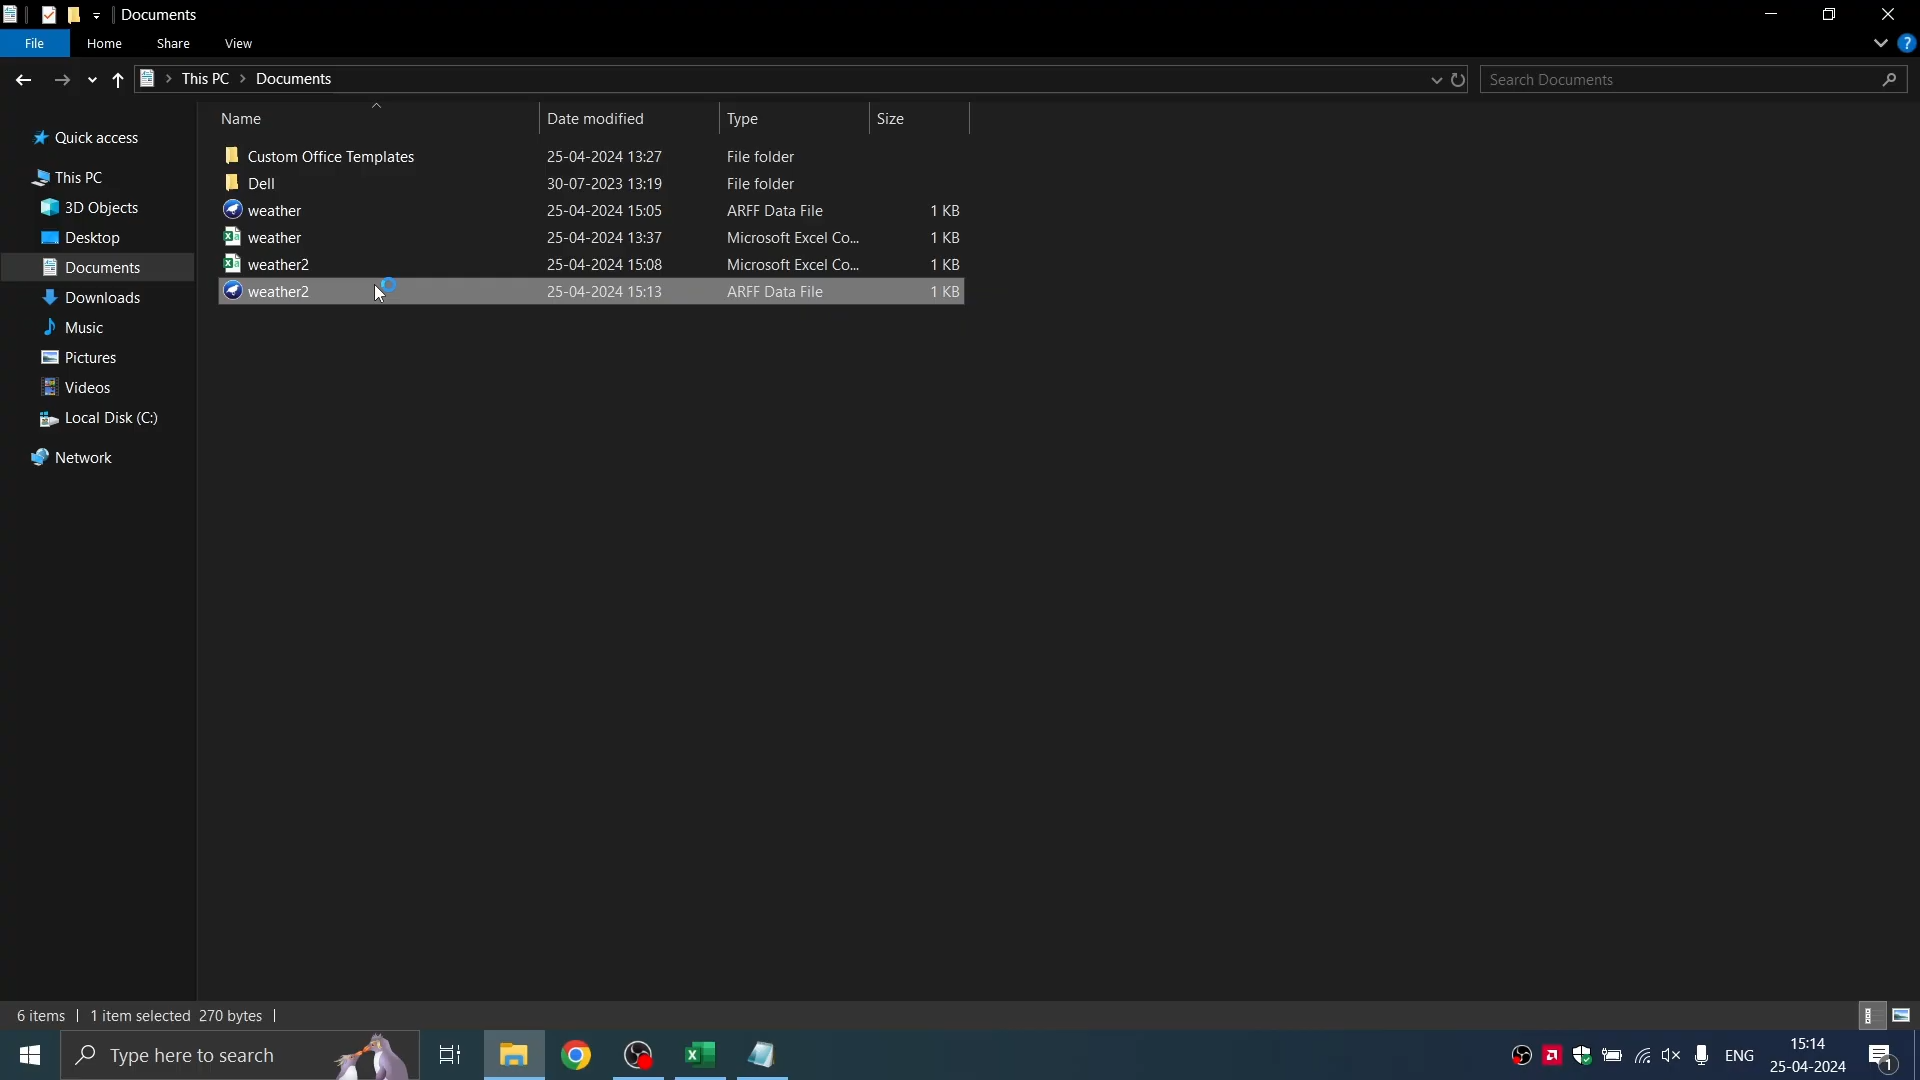 Documents
File Home Share View
This PC > Documents
Search Documents
Name Date modified Type Size
Quick access
This PC
3D Objects
Desktop
Documents
Downloads
Music
Pictures
Videos
Local Disk (C:)
Network
Custom Office Templates 25-04-2024 13:27 File folder
Dell 30-07-2023 13:19 File folder
weather 25-04-2024 15:05 ARFF Data File 1 KB
weather 25-04-2024 13:37 Microsoft Excel Co... 1 KB
weather2 25-04-2024 15:08 Microsoft Excel Co... 1 KB
weather2 25-04-2024 15:13 ARFF Data File 1 KB
6 items | 1 item selected 270 bytes |
Type here to search
ENG
15:14
25-04-2024
1